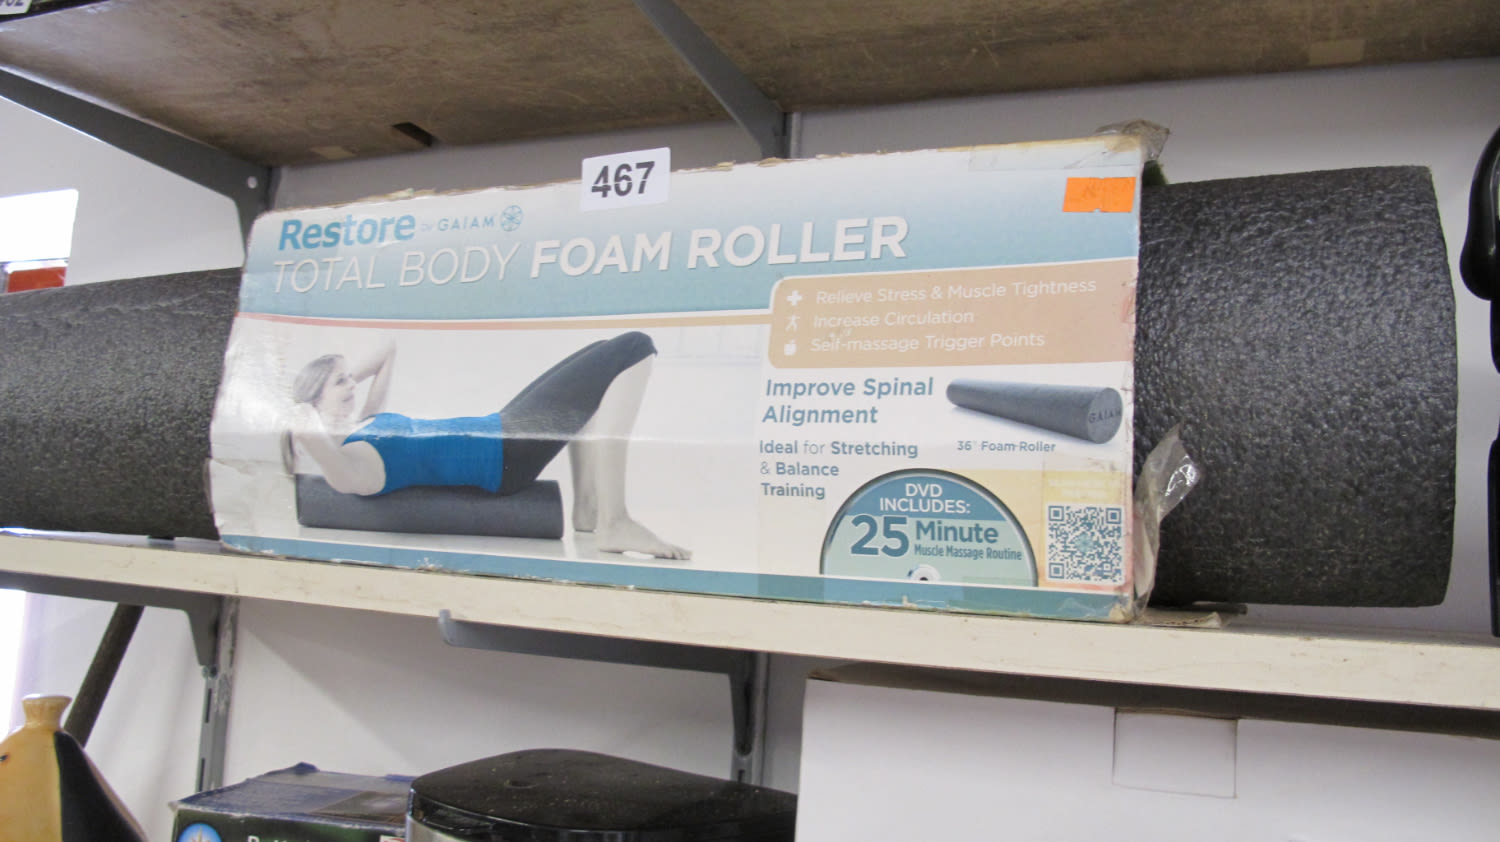 467
Restore by GAIAM
TOTAL BODY FOAM ROLLER
Relieve Stress & Muscle Tightness
Increase Circulation
Self-massage Trigger Points
Improve Spinal
Alignment
Ideal for Stretching
& Balance
Training
GAIAM
36" Foam Roller
DVD
INCLUDES:
25 Minute
Muscle Massage Routine